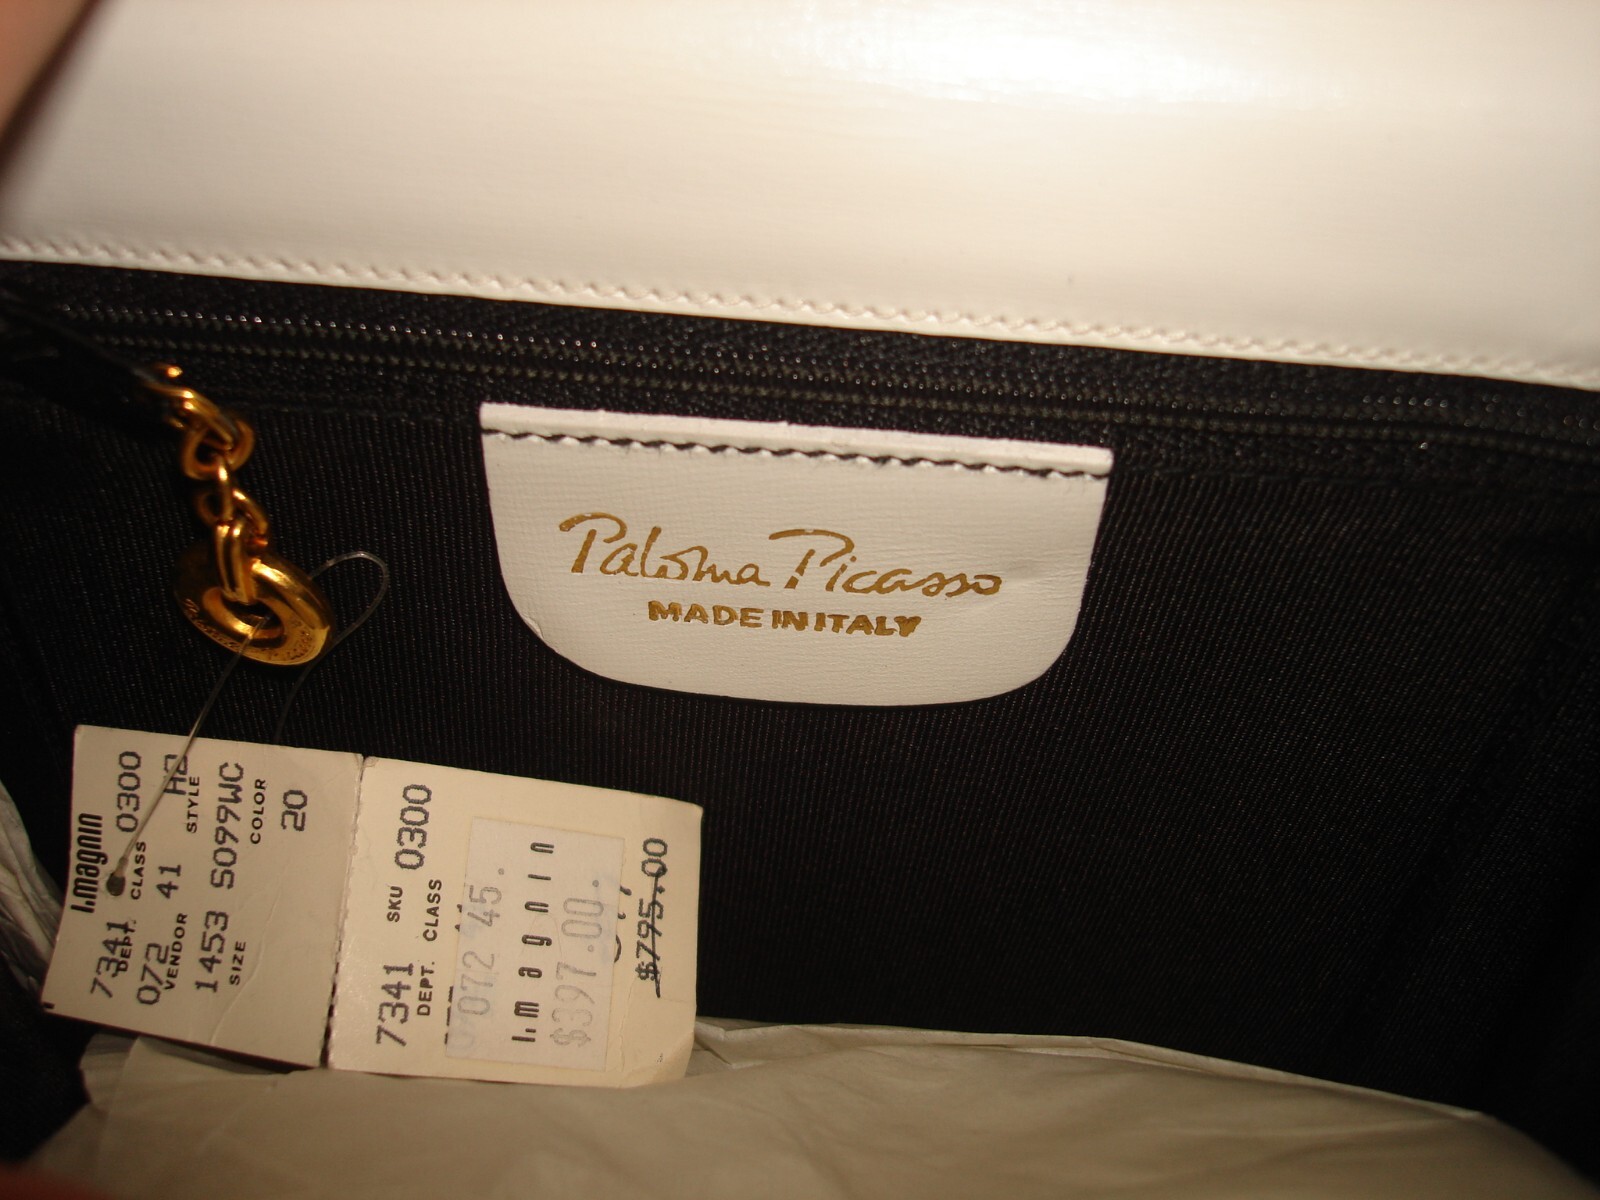 Paloma Picasso
MADE IN ITALY
I.magnin
7341 0300
DEPT. CLASS
072 41
VENDOR STYLE
1453 S099WC
SIZE COLOR
20
7341 0300
DEPT. CLASS SKU
072 45.
I. magnin
$397.00.
$795.00